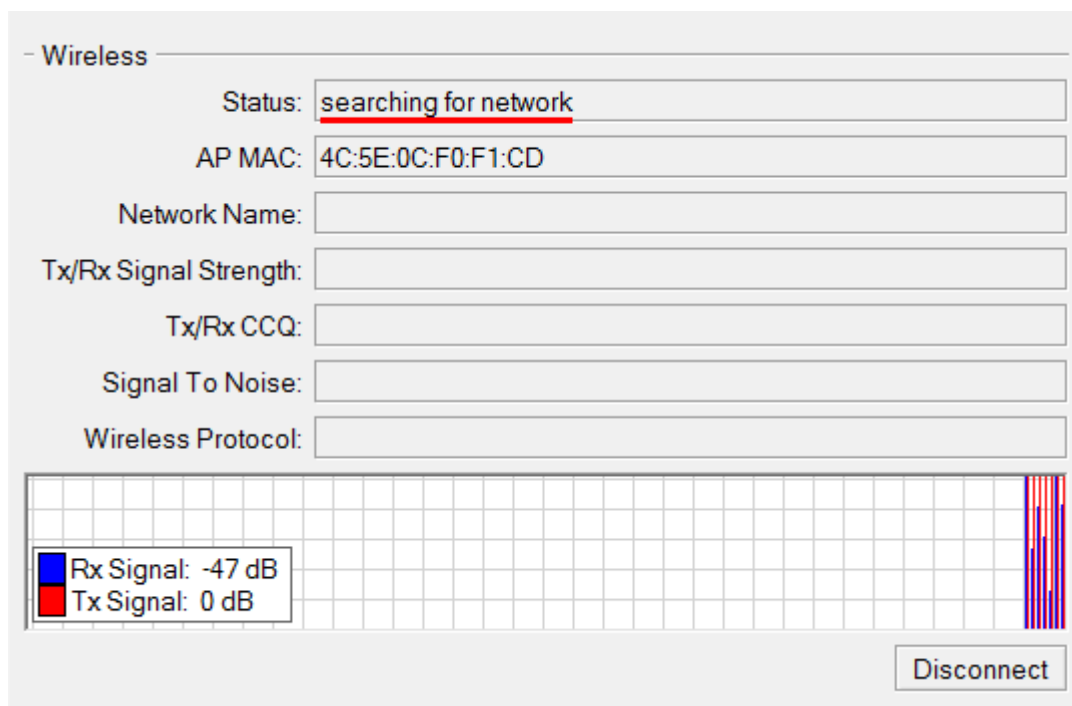 Wireless
Status: searching for network
AP MAC: 4C:5E:0C:F0:F1:CD
Network Name:
Tx/Rx Signal Strength:
Tx/Rx CCQ:
Signal To Noise:
Wireless Protocol:
Rx Signal: -47 dB
Tx Signal: 0 dB
Disconnect